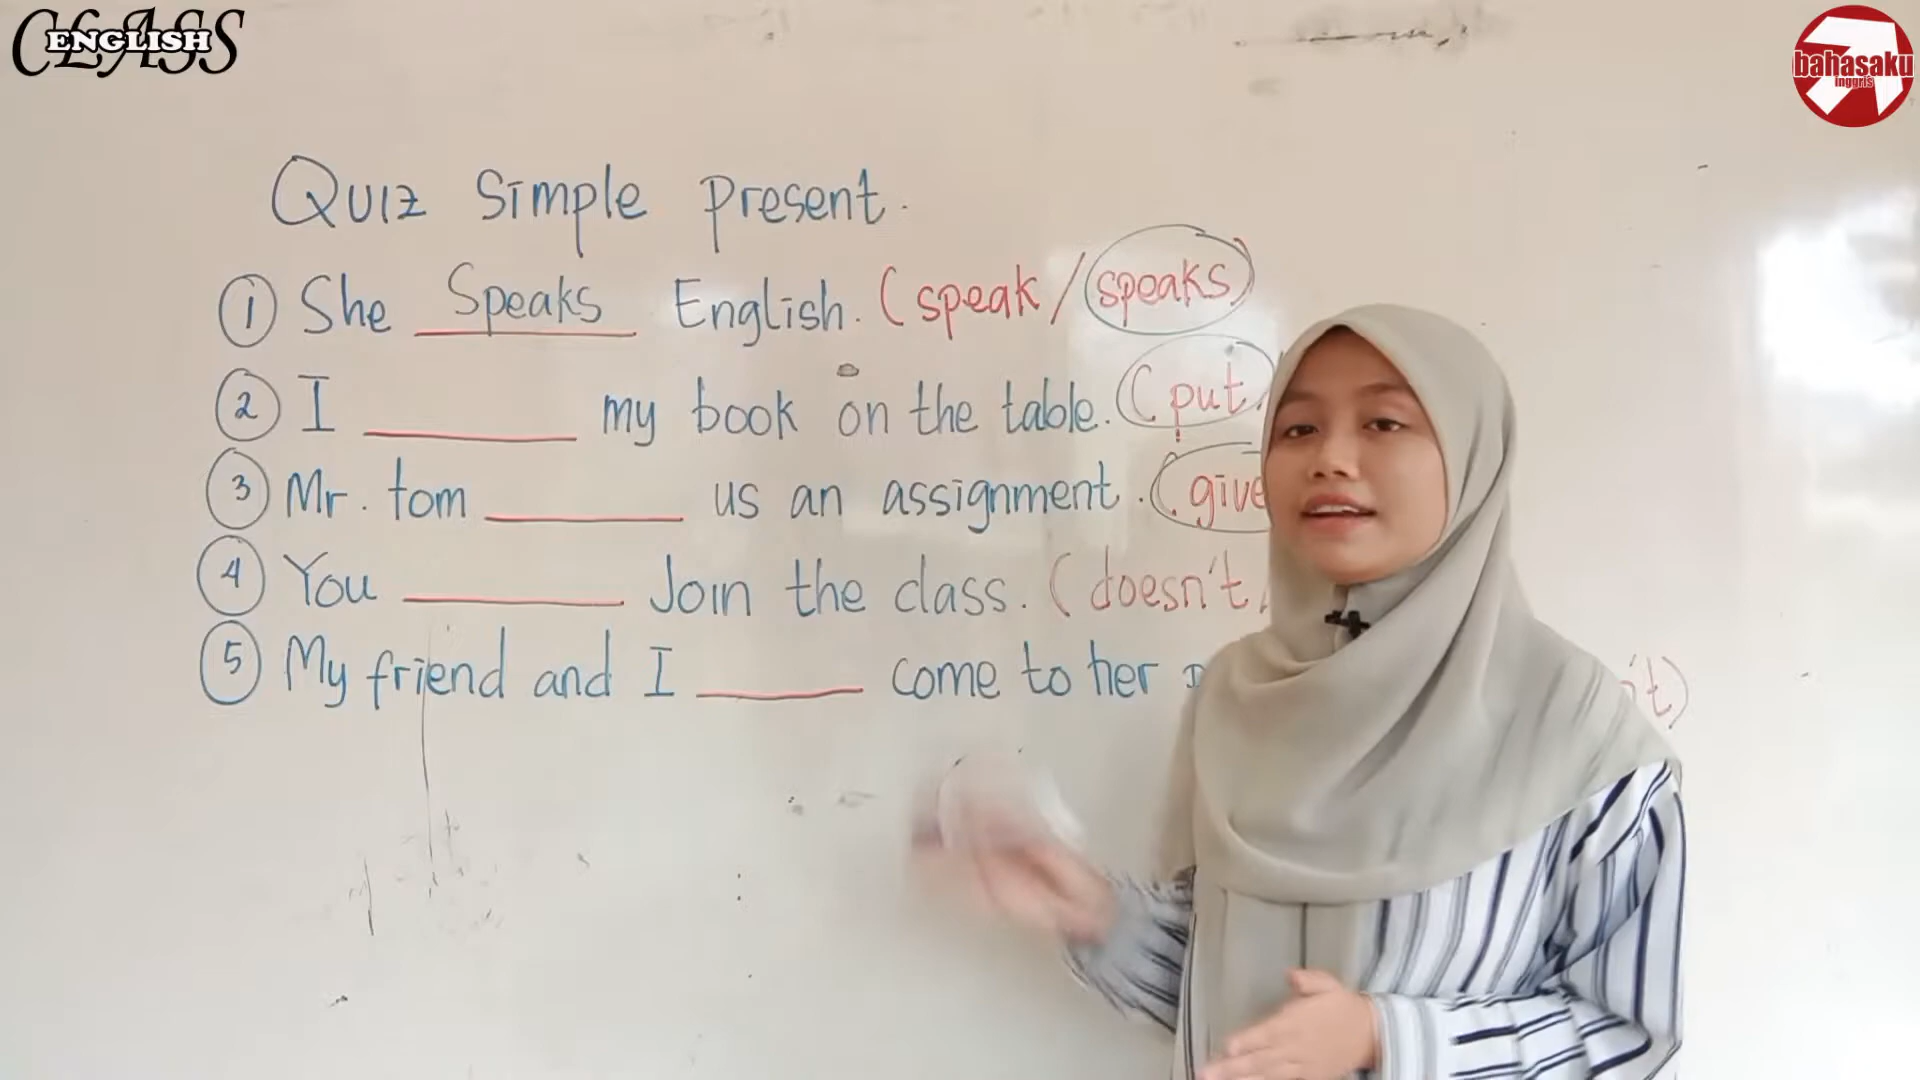 CLASS
ENGLISH
bahasaku
inggris
Quiz Simple present.
1 She Speaks English. (speak/speaks)
2 I ______ my book on the table. (put
3 Mr. tom ______ us an assignment. (give
4 You ______ Join the class. (doesn't
5 My friend and I ______ come to her 't)